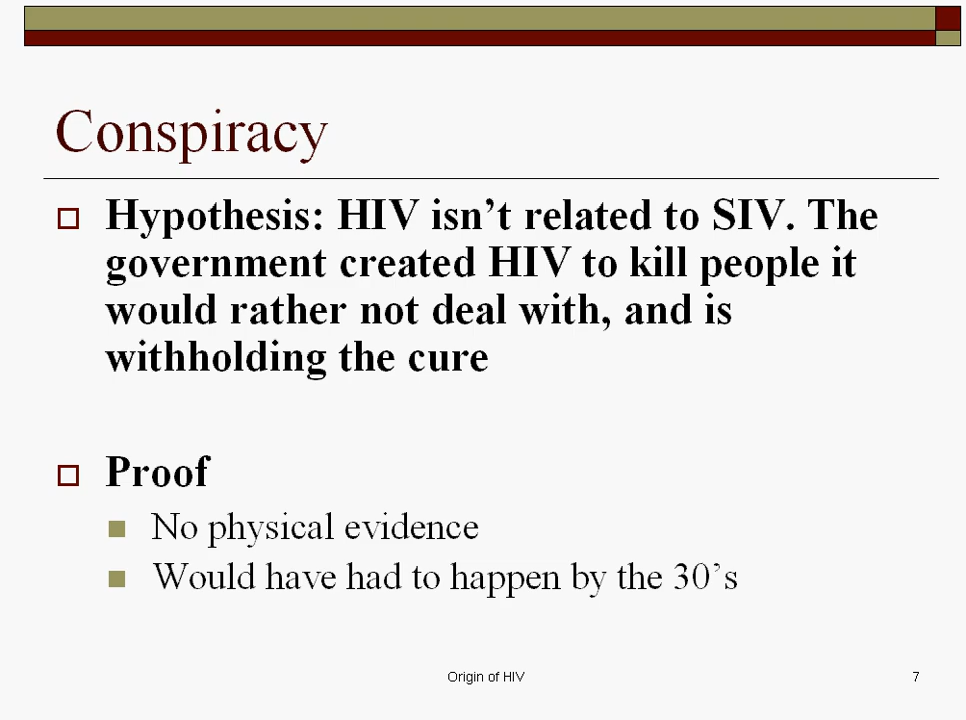 Conspiracy
Hypothesis: HIV isn’t related to SIV. The
government created HIV to kill people it
would rather not deal with, and is
withholding the cure
Proof
No physical evidence
Would have had to happen by the 30’s
Origin of HIV
7